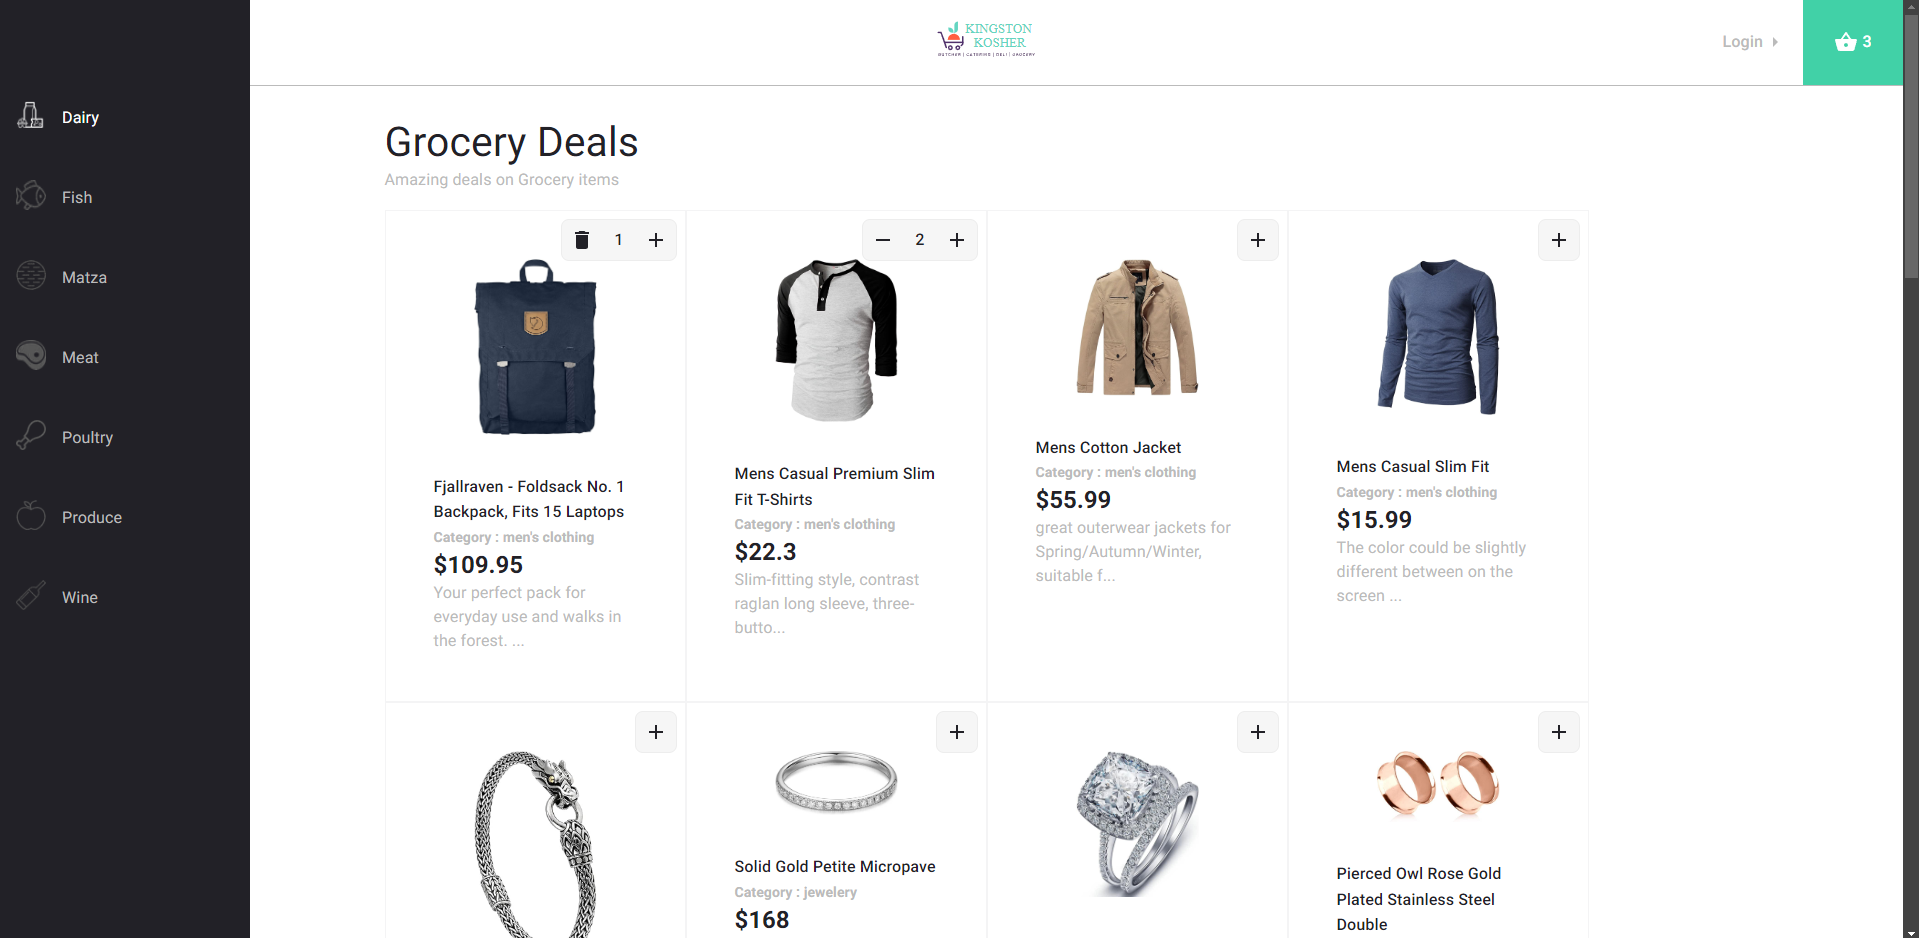 KINGSTON
KOSHER
BUTCHER | CATERING | DELI | GROCERY
Login
3
Dairy
Fish
Matza
Meat
Poultry
Produce
Wine
Grocery Deals
Amazing deals on Grocery items
1
Fjallraven - Foldsack No. 1
Backpack, Fits 15 Laptops
Category : men's clothing
$109.95
Your perfect pack for
everyday use and walks in
the forest. ...
2
Mens Casual Premium Slim
Fit T-Shirts
Category : men's clothing
$22.3
Slim-fitting style, contrast
raglan long sleeve, three-
butto...
Mens Cotton Jacket
Category : men's clothing
$55.99
great outerwear jackets for
Spring/Autumn/Winter,
suitable f...
Mens Casual Slim Fit
Category : men's clothing
$15.99
The color could be slightly
different between on the
screen ...
Solid Gold Petite Micropave
Category : jewelery
$168
Pierced Owl Rose Gold
Plated Stainless Steel
Double